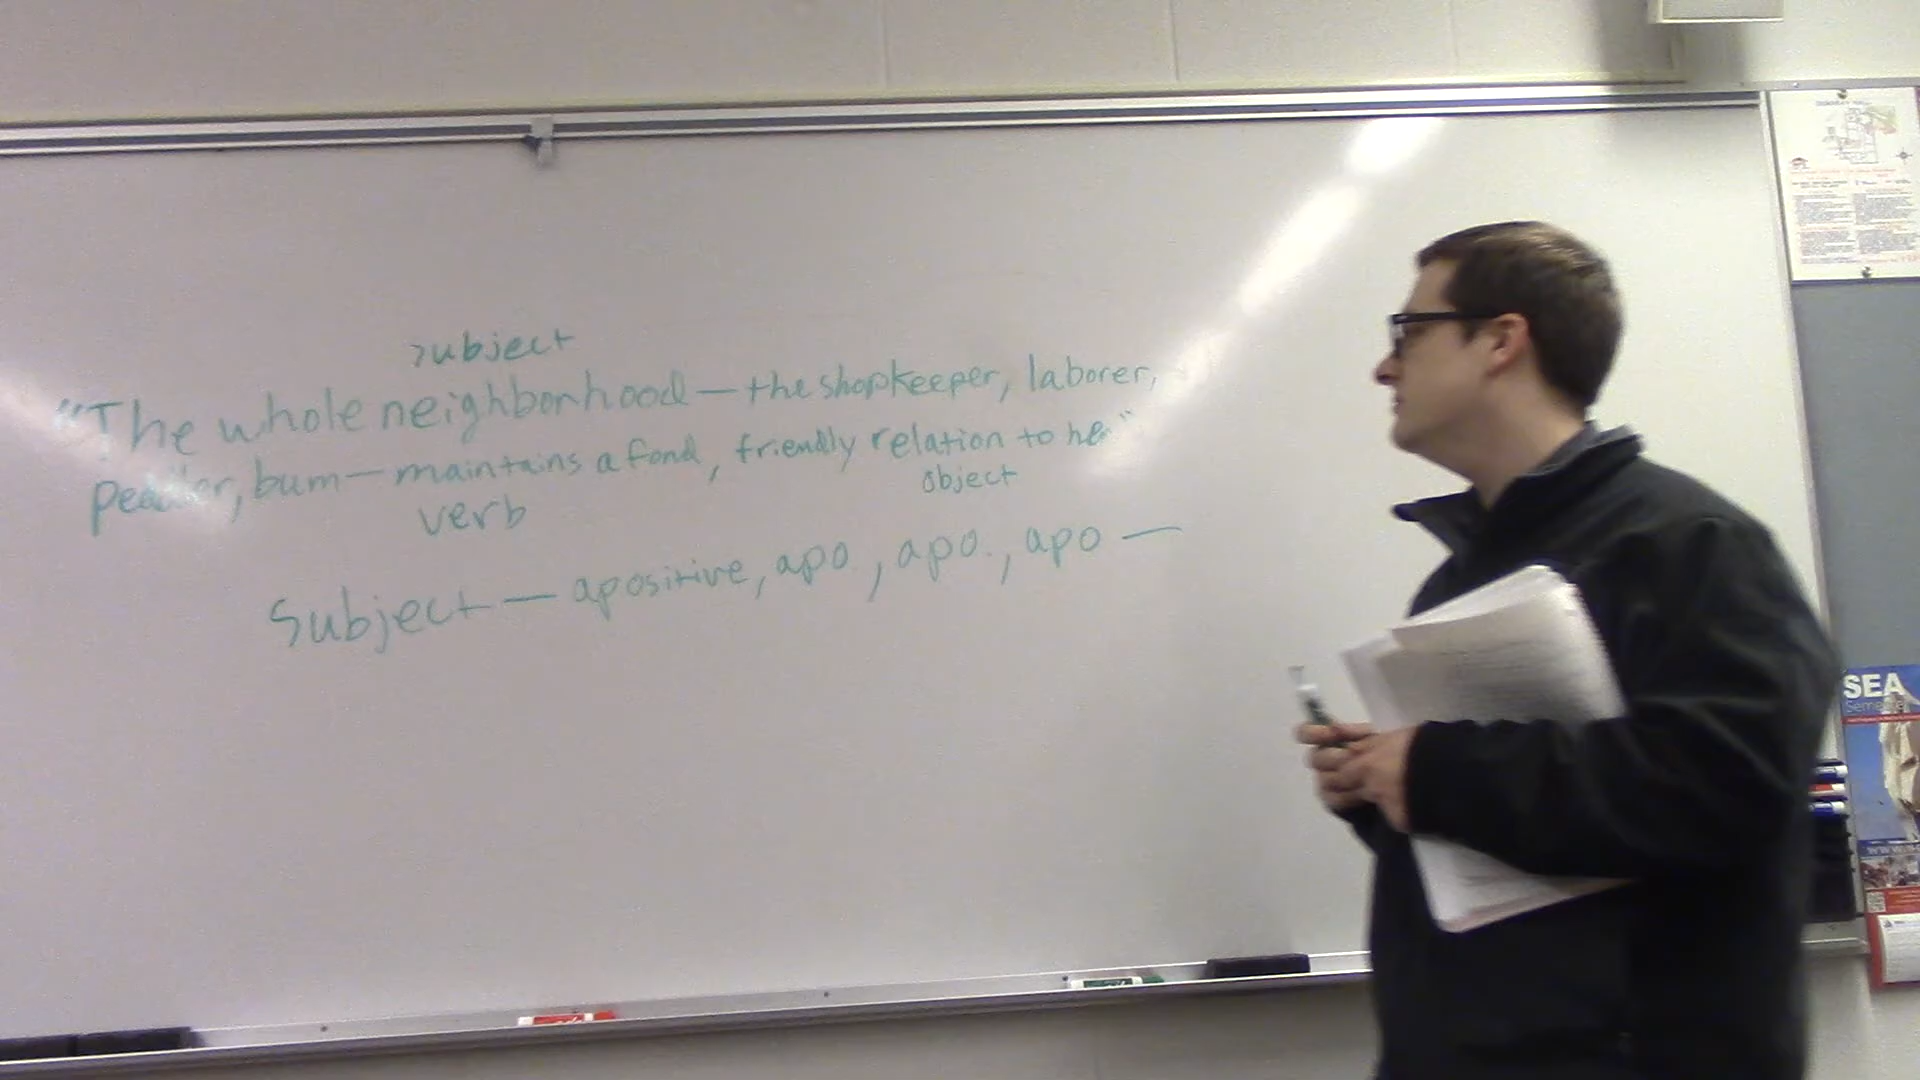 subject
"The whole neighborhood — the shopkeeper, laborer,
peddler, bum — maintains a fond, friendly relation to her"
verb object
Subject — apositive, apo., apo., apo —
SEA